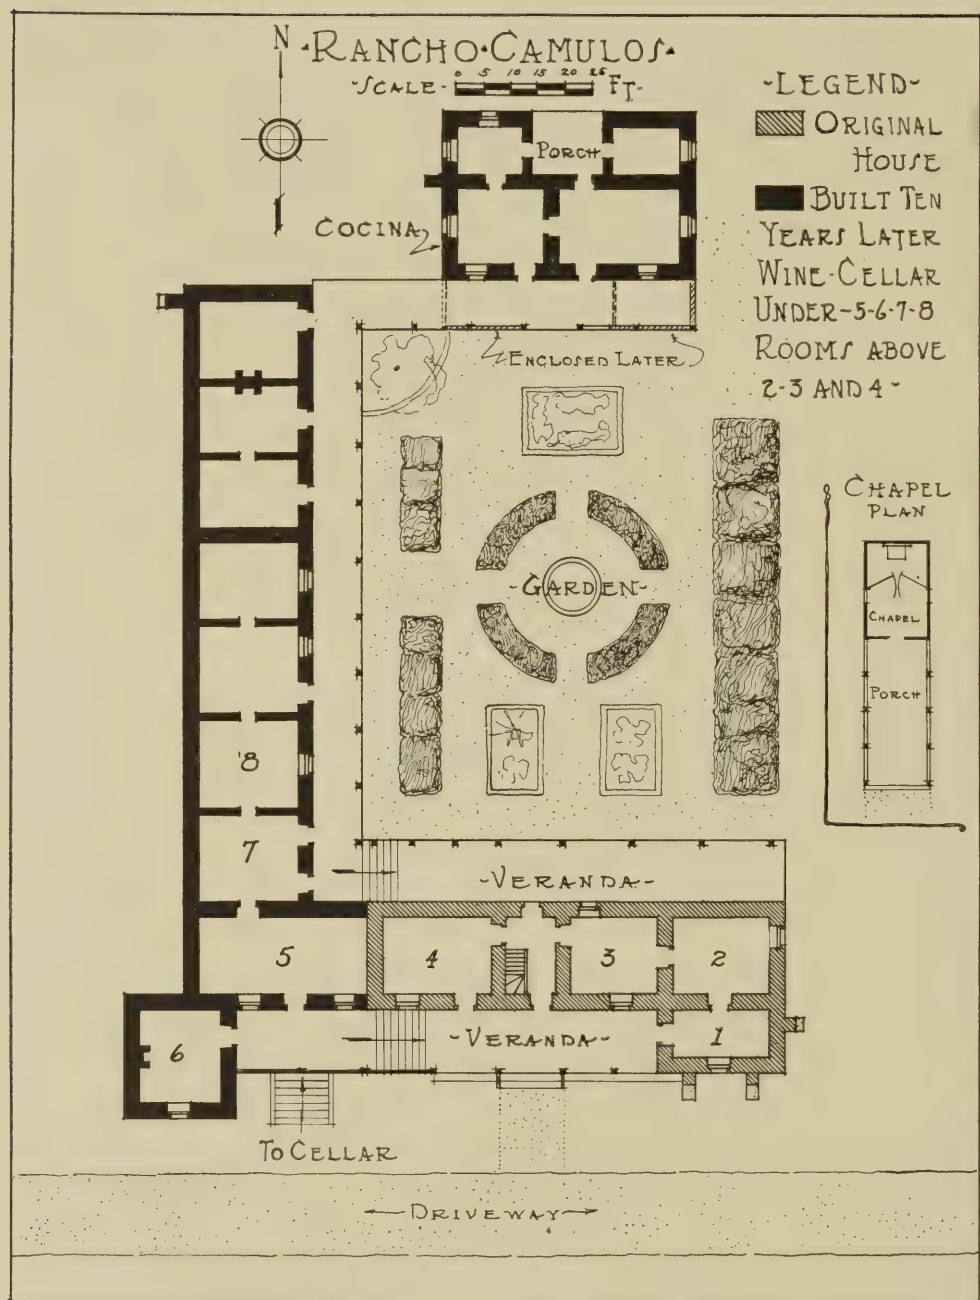 N
·RANCHO·CAMULOS·
-SCALE- 0 5 10 15 20 25 FT-
-LEGEND-
ORIGINAL
HOUSE
BUILT TEN
YEARS LATER
WINE-CELLAR
UNDER-5-6-7-8
ROOMS ABOVE
2-3 AND 4-
PORCH
COCINA
ENCLOSED LATER
CHAPEL
PLAN
CHAPEL
PORCH
-GARDEN-
8
7
-VERANDA-
5
4
3
2
6
-VERANDA-
1
TO CELLAR
DRIVEWAY